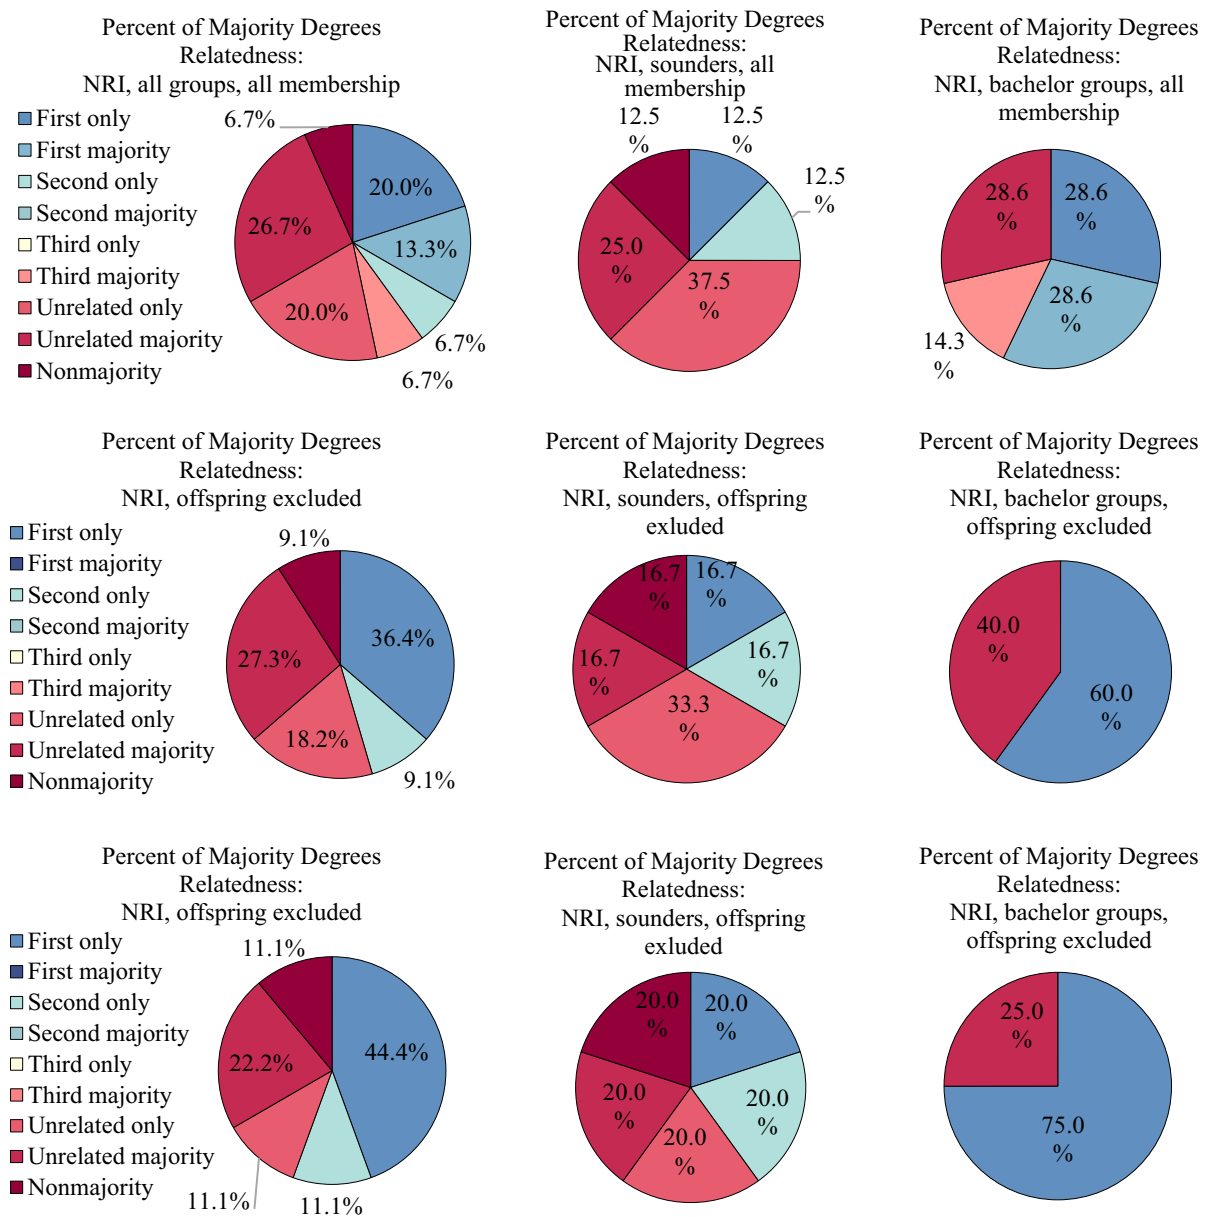 Percent of Majority Degrees
Relatedness:
NRI, all groups, all membership
First only
First majority
Second only
Second majority
Third only
Third majority
Unrelated only
Unrelated majority
Nonmajority
6.7%
20.0%
13.3%
26.7%
20.0%
6.7%
6.7%
Percent of Majority Degrees
Relatedness:
NRI, sounders, all
membership
12.5
%
12.5
%
12.5
%
25.0
%
37.5
%
Percent of Majority Degrees
Relatedness:
NRI, bachelor groups, all
membership
28.6
%
28.6
%
28.6
%
14.3
%
Percent of Majority Degrees
Relatedness:
NRI, offspring excluded
First only
First majority
Second only
Second majority
Third only
Third majority
Unrelated only
Unrelated majority
Nonmajority
9.1%
36.4%
27.3%
18.2%
9.1%
Percent of Majority Degrees
Relatedness:
NRI, sounders, offspring
exluded
16.7
%
16.7
%
16.7
%
16.7
%
33.3
%
Percent of Majority Degrees
Relatedness:
NRI, bachelor groups,
offspring excluded
40.0
%
60.0
%
Percent of Majority Degrees
Relatedness:
NRI, offspring excluded
First only
First majority
Second only
Second majority
Third only
Third majority
Unrelated only
Unrelated majority
Nonmajority
11.1%
44.4%
22.2%
11.1%
11.1%
Percent of Majority Degrees
Relatedness:
NRI, sounders, offspring
exluded
20.0
%
20.0
%
20.0
%
20.0
%
20.0
%
Percent of Majority Degrees
Relatedness:
NRI, bachelor groups,
offspring excluded
25.0
%
75.0
%